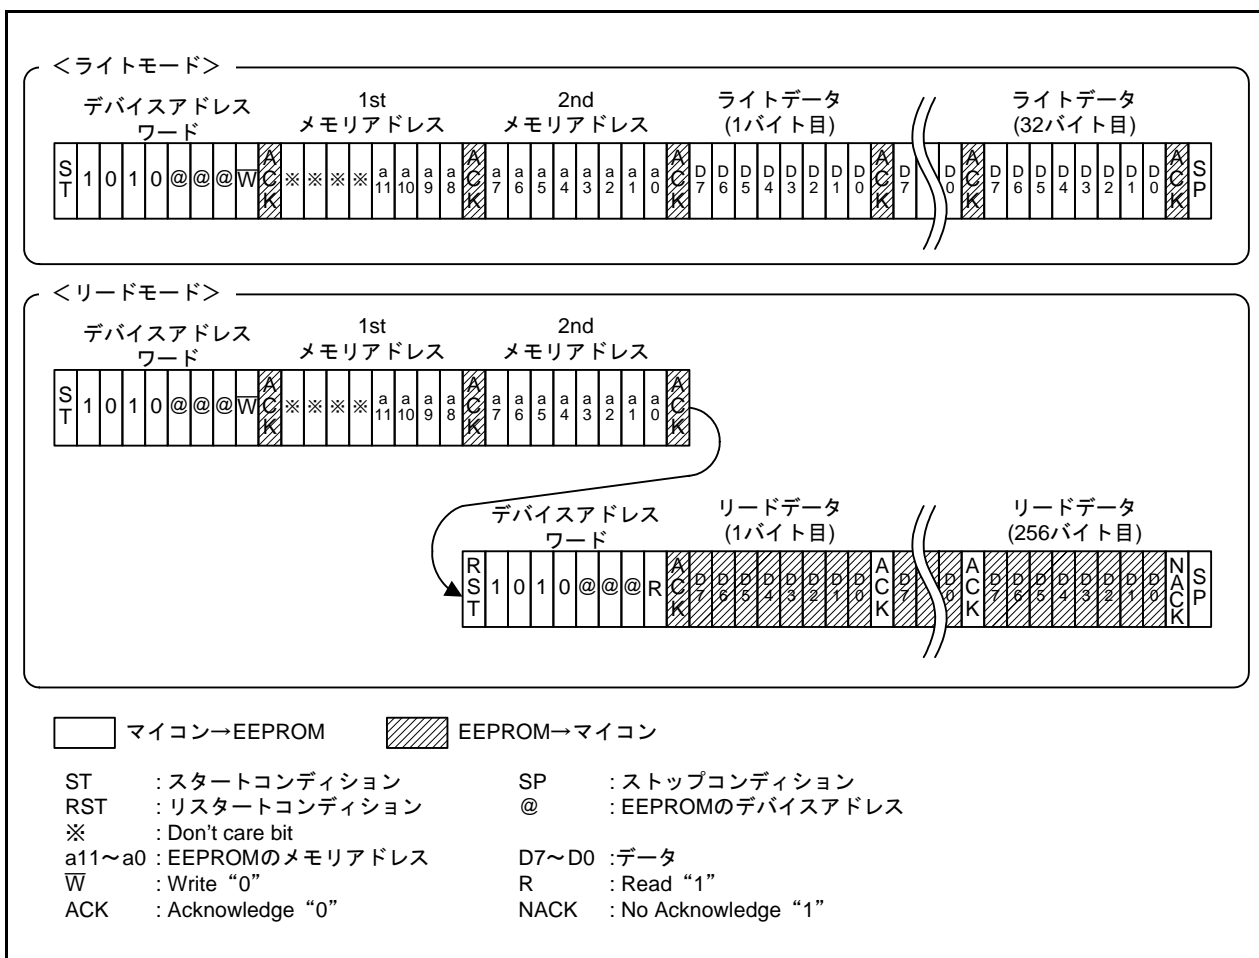 ＜ライトモード＞
デバイスアドレス
ワード
1st
メモリアドレス
2nd
メモリアドレス
ライトデータ
(1バイト目)
ライトデータ
(32バイト目)
ST 1 0 1 0 @ @ @ W̅ ACK ※ ※ ※ ※ a11 a10 a9 a8 ACK a7 a6 a5 a4 a3 a2 a1 a0 ACK D7 D6 D5 D4 D3 D2 D1 D0 ACK D7 D0 ACK D7 D6 D5 D4 D3 D2 D1 D0 ACK SP
＜リードモード＞
デバイスアドレス
ワード
1st
メモリアドレス
2nd
メモリアドレス
ST 1 0 1 0 @ @ @ W̅ ACK ※ ※ ※ ※ a11 a10 a9 a8 ACK a7 a6 a5 a4 a3 a2 a1 a0 ACK
デバイスアドレス
ワード
リードデータ
(1バイト目)
リードデータ
(256バイト目)
RST 1 0 1 0 @ @ @ R ACK D7 D6 D5 D4 D3 D2 D1 D0 ACK D7 D0 ACK D7 D6 D5 D4 D3 D2 D1 D0 NACK SP
マイコン→EEPROM EEPROM→マイコン
ST : スタートコンディション SP : ストップコンディション
RST : リスタートコンディション @ : EEPROMのデバイスアドレス
※ : Don't care bit
a11～a0 : EEPROMのメモリアドレス D7～D0 :データ
W̅ : Write “0” R : Read “1”
ACK : Acknowledge “0” NACK : No Acknowledge “1”